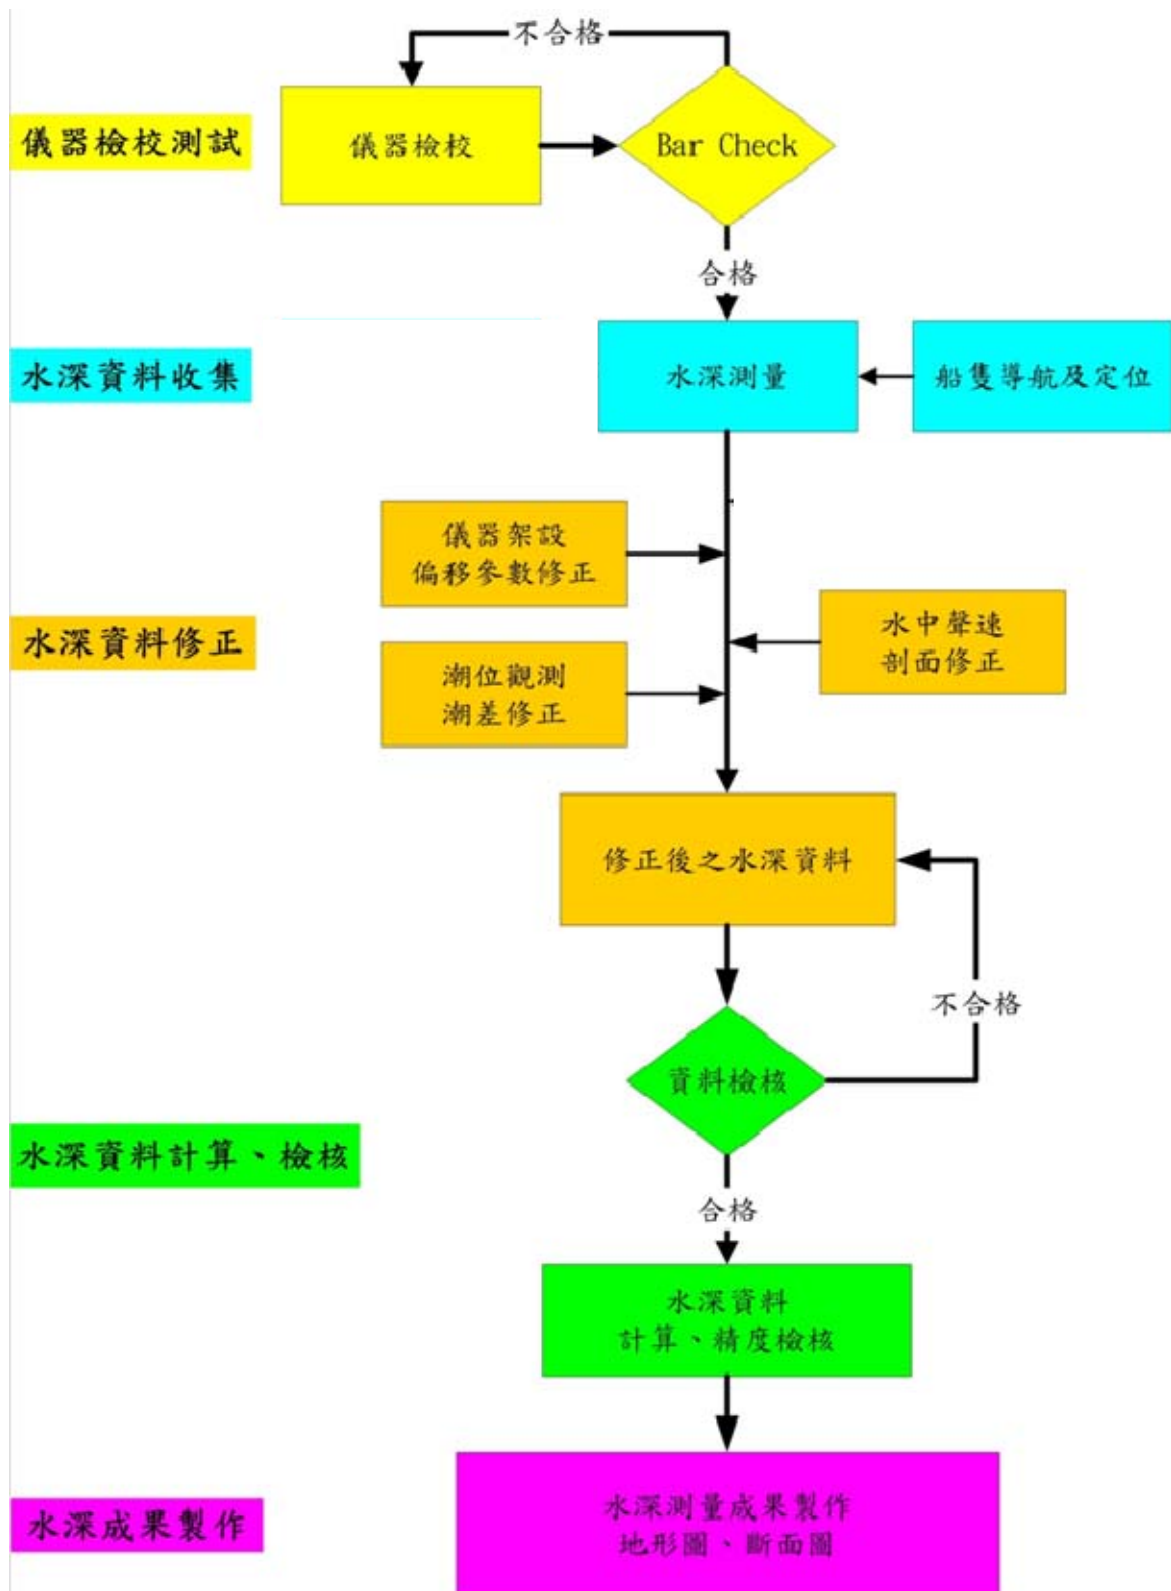 不合格
儀器檢校測試
儀器檢校
Bar Check
合格
水深資料收集
水深測量
船隻導航及定位
儀器架設
偏移參數修正
水深資料修正
水中聲速
剖面修正
潮位觀測
潮差修正
修正後之水深資料
不合格
資料檢核
水深資料計算、檢核
合格
水深資料
計算、精度檢核
水深成果製作
水深測量成果製作
地形圖、斷面圖